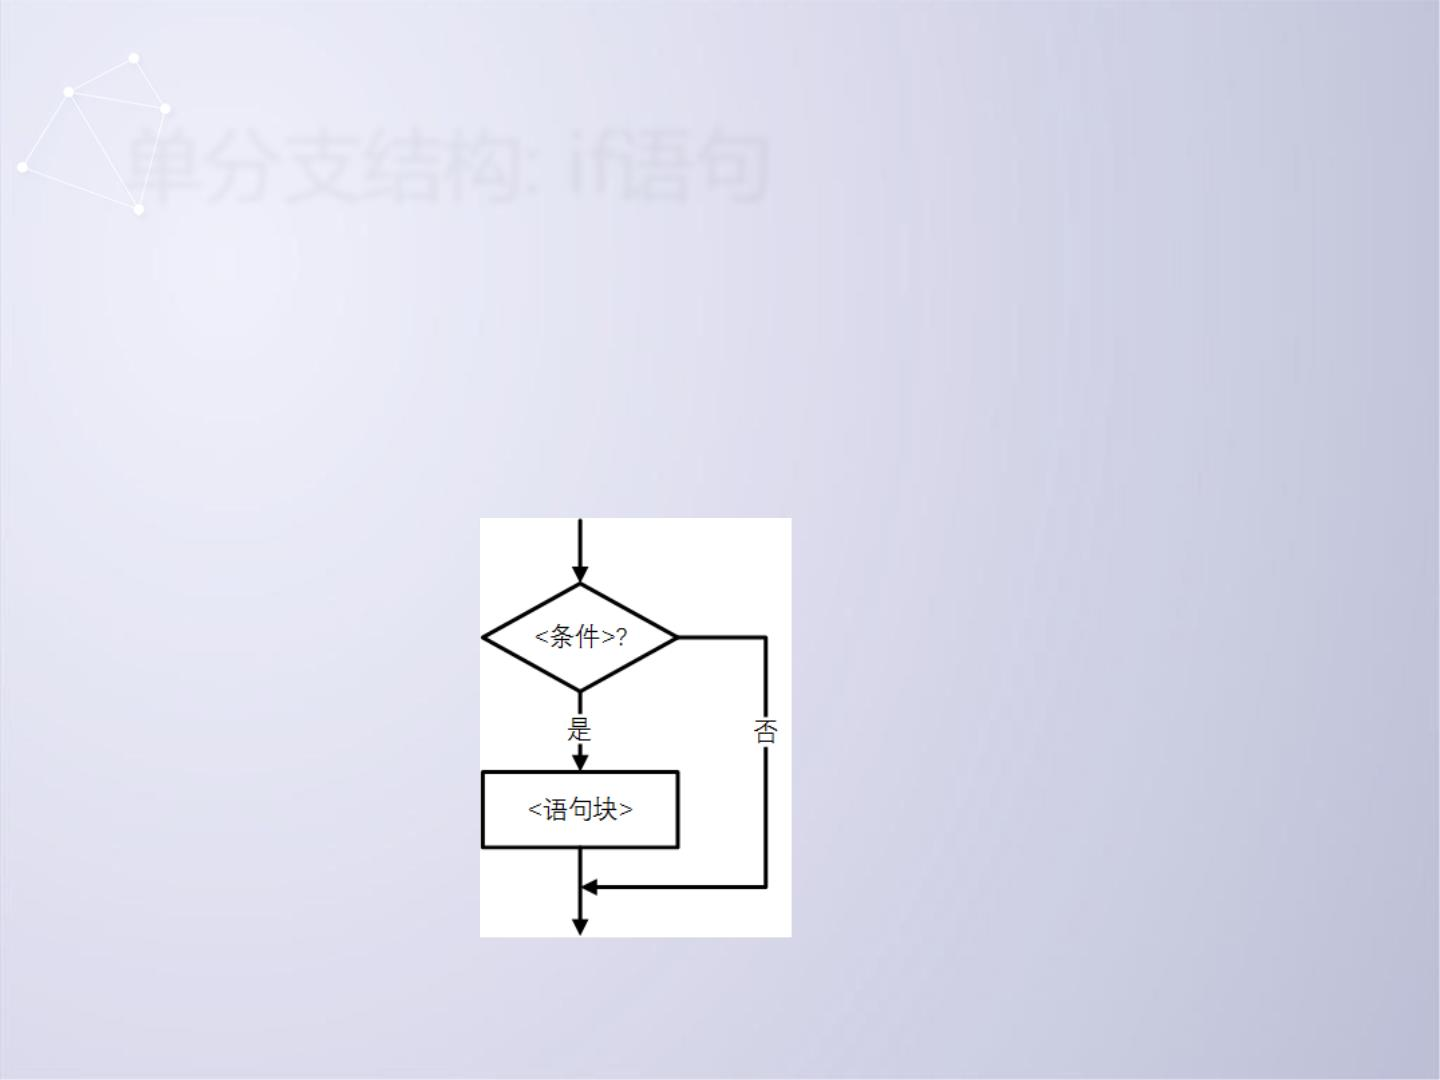 单分支结构: if语句
<条件>?
是
否
<语句块>